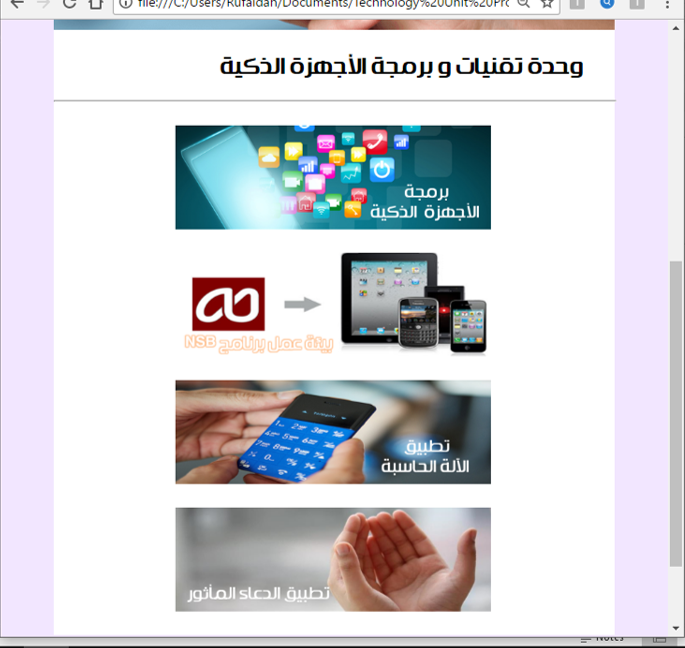 file:///C:/Users/Rufaidah/Documents/Technology%20Unit%20Pro
وحدة تقنيات و برمجة الأجهزة الذكية
برمجة
الأجهزة الذكية
بيئة عمل برنامج NSB
تطبيق
الألة الحاسبة
تطبيق الدعاء المأثور
Notes